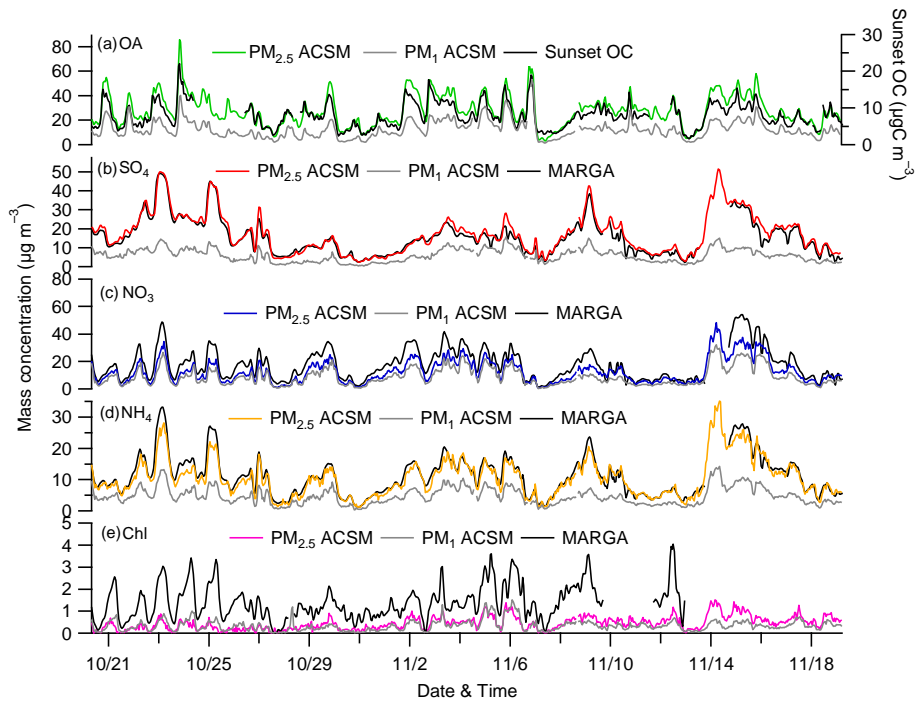 (a) OA
PM2.5 ACSM PM1 ACSM Sunset OC
80
60
40
20
0
30
20
10
0
Sunset OC (µgC m−3)
(b) SO4
PM2.5 ACSM PM1 ACSM MARGA
50
40
30
20
10
0
(c) NO3
PM2.5 ACSM PM1 ACSM MARGA
80
60
40
20
0
(d) NH4
PM2.5 ACSM PM1 ACSM MARGA
30
20
10
0
(e) Chl
PM2.5 ACSM PM1 ACSM MARGA
5
4
3
2
1
0
Mass concentration (µg m−3)
10/21 10/25 10/29 11/2 11/6 11/10 11/14 11/18
Date & Time